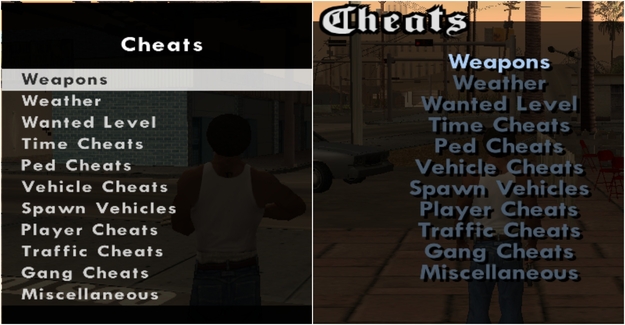 Cheats
Weapons
Weather
Wanted Level
Time Cheats
Ped Cheats
Vehicle Cheats
Spawn Vehicles
Player Cheats
Traffic Cheats
Gang Cheats
Miscellaneous
Cheats
Weapons
Weather
Wanted Level
Time Cheats
Ped Cheats
Vehicle Cheats
Spawn Vehicles
Player Cheats
Traffic Cheats
Gang Cheats
Miscellaneous